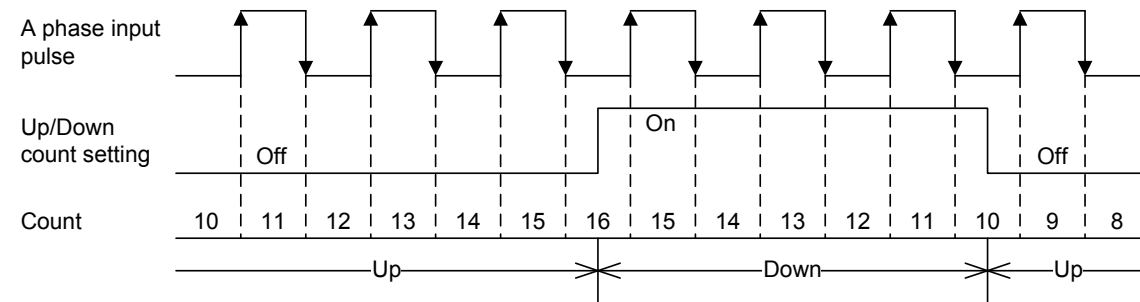 A phase input
pulse
Up/Down
count setting
Off
On
Off
Count
10 11 12 13 14 15 16 15 14 13 12 11 10 9 8
Up Down Up